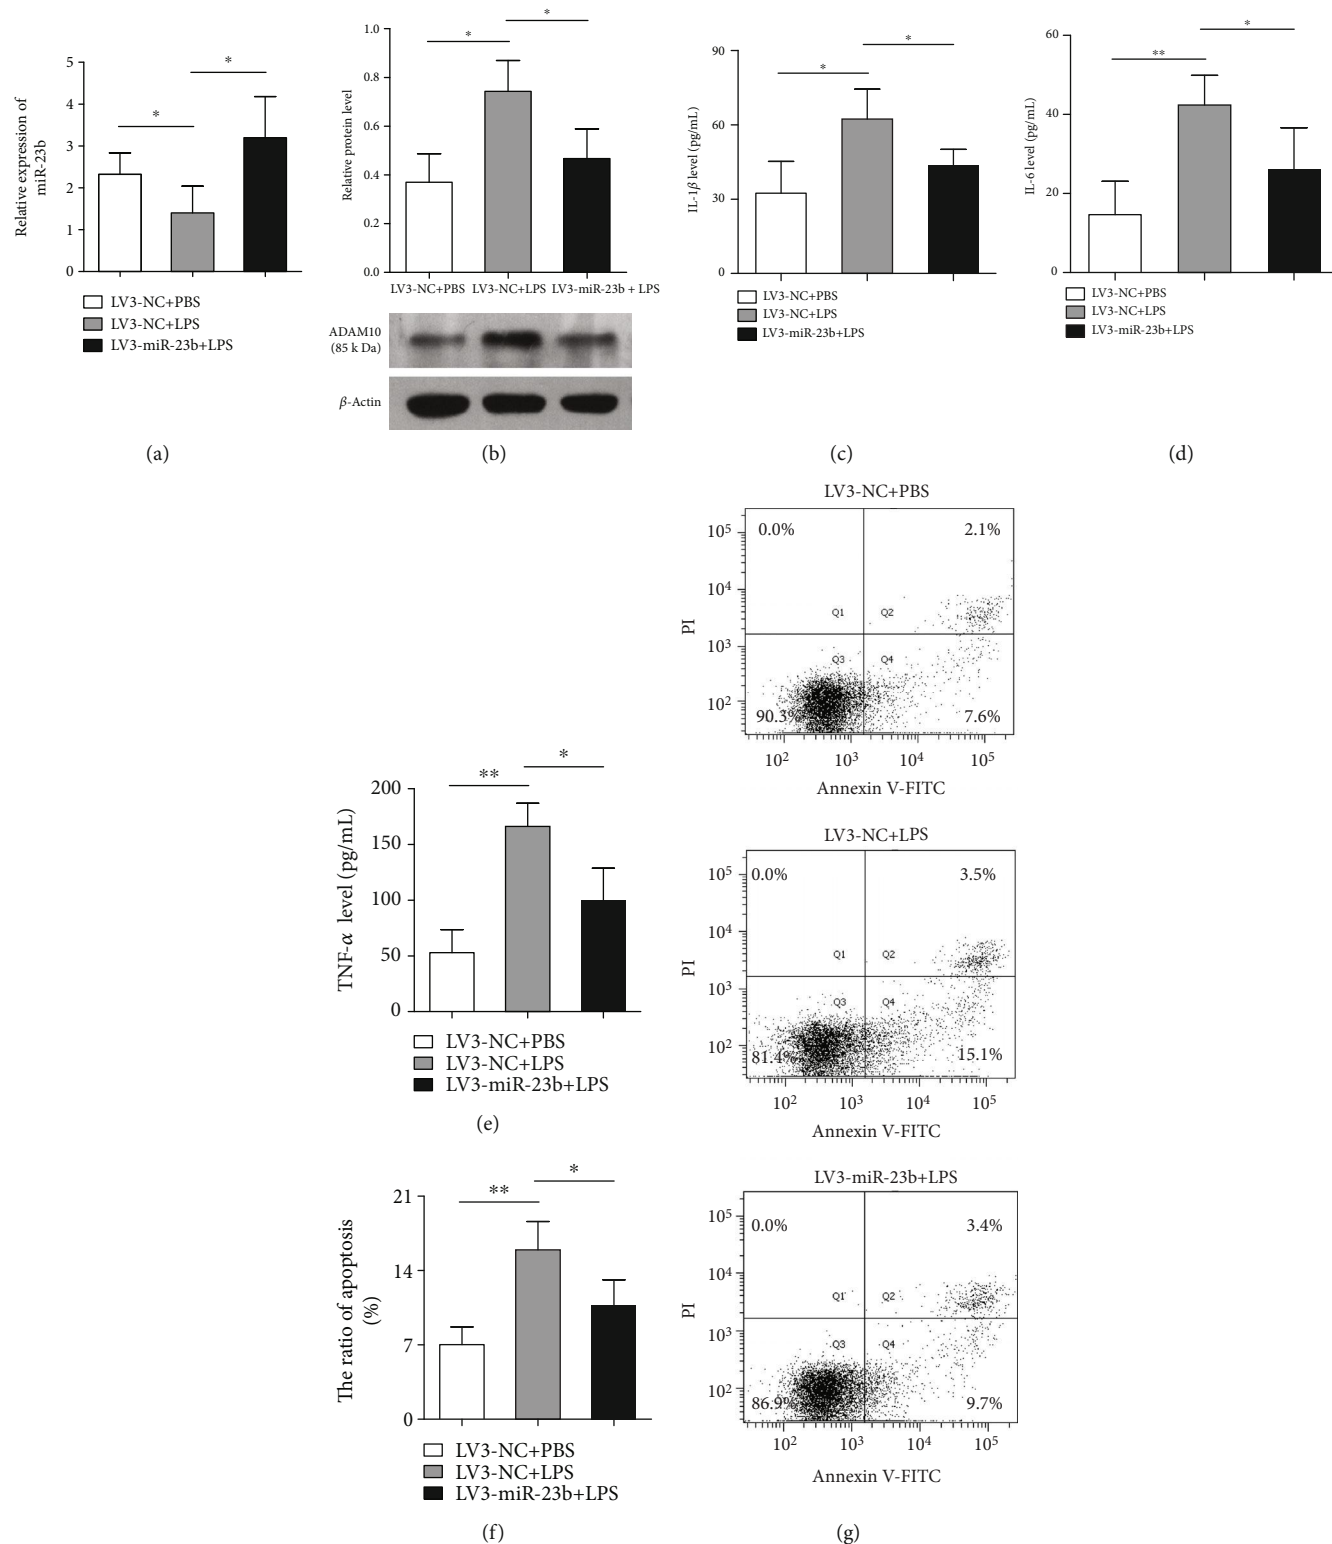 *
*
5
4
3
2
1
0
Relative expression of
miR-23b
LV3-NC+PBS
LV3-NC+LPS
LV3-miR-23b+LPS
(a)
*
*
1.0
0.8
0.6
0.4
0.2
0.0
Relative protein level
LV3-NC+PBS LV3-NC+LPS LV3-miR-23b + LPS
ADAM10
(85 k Da)
β-Actin
(b)
*
*
90
60
30
0
IL-1β level (pg/mL)
LV3-NC+PBS
LV3-NC+LPS
LV3-miR-23b+LPS
(c)
*
**
60
40
20
0
IL-6 level (pg/mL)
LV3-NC+PBS
LV3-NC+LPS
LV3-miR-23b+LPS
(d)
*
**
200
150
100
50
0
TNF-α level (pg/mL)
LV3-NC+PBS
LV3-NC+LPS
LV3-miR-23b+LPS
(e)
*
**
21
14
7
0
The ratio of apoptosis
(%)
LV3-NC+PBS
LV3-NC+LPS
LV3-miR-23b+LPS
(f)
LV3-NC+PBS
0.0% 2.1%
Q1 Q2
Q3 Q4
90.3% 7.6%
10⁵
10⁴
10³
10²
PI
10² 10³ 10⁴ 10⁵
Annexin V-FITC
LV3-NC+LPS
0.0% 3.5%
Q1 Q2
Q3 Q4
81.4% 15.1%
10⁵
10⁴
10³
10²
PI
10² 10³ 10⁴ 10⁵
Annexin V-FITC
LV3-miR-23b+LPS
0.0% 3.4%
Q1 Q2
Q3 Q4
86.9% 9.7%
10⁵
10⁴
10³
10²
PI
10² 10³ 10⁴ 10⁵
Annexin V-FITC
(g)